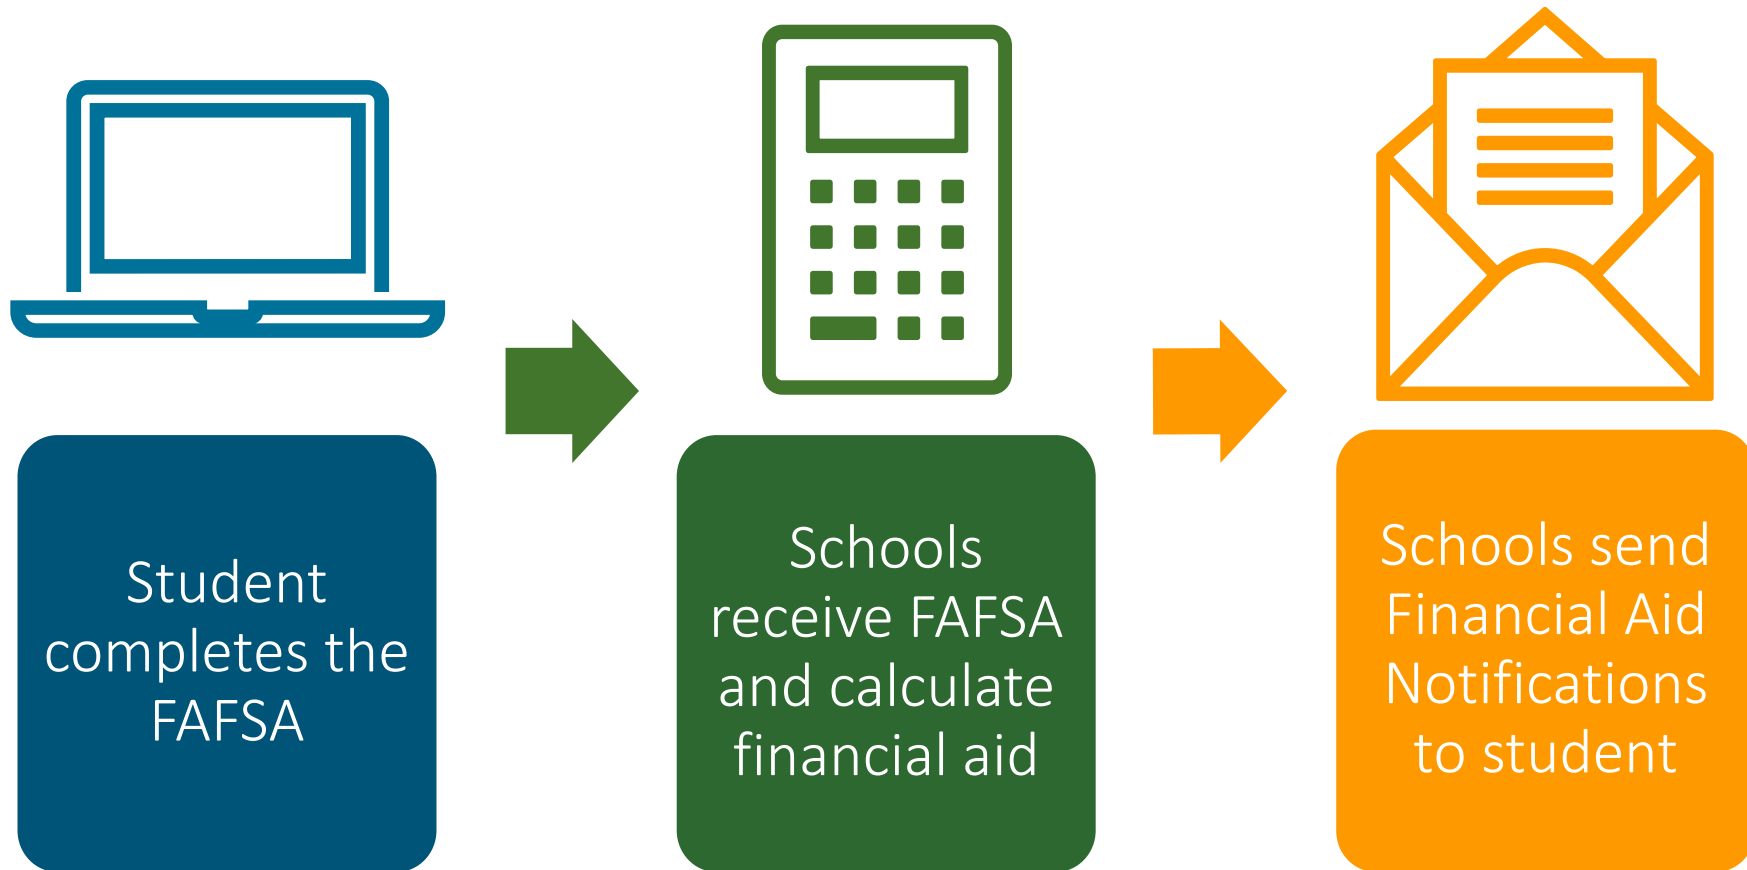 Student
completes the
FAFSA
Schools
receive FAFSA
and calculate
financial aid
Schools send
Financial Aid
Notifications
to student